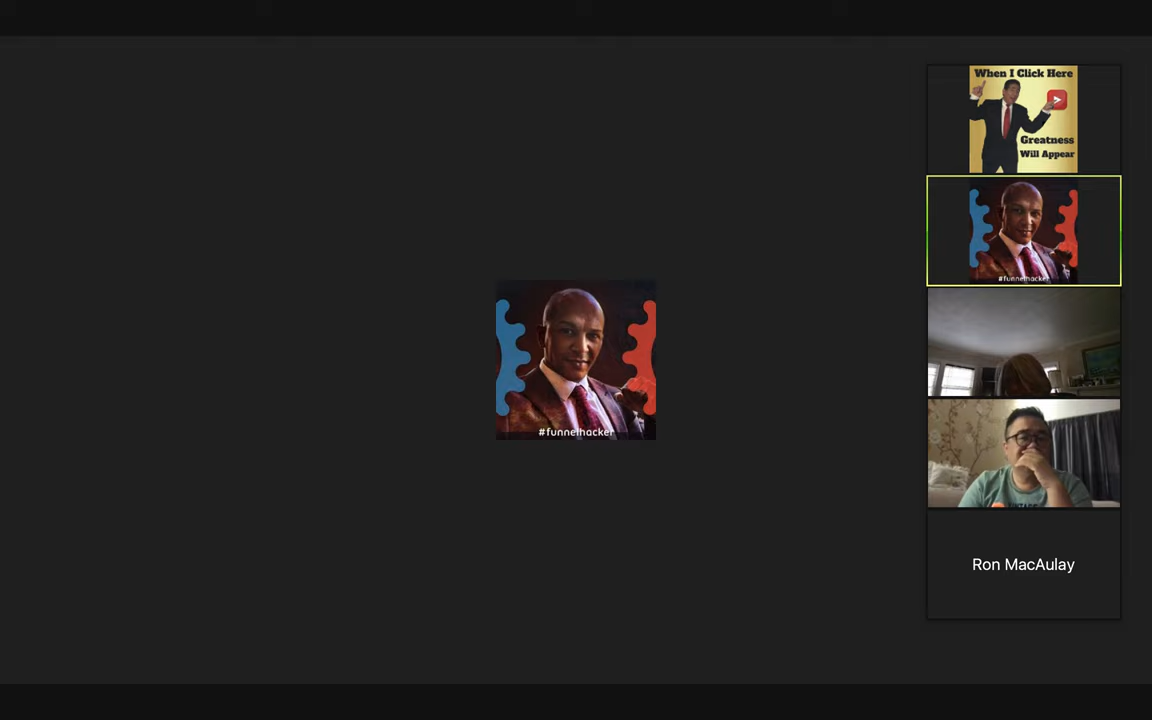 #funnelhacker
When I Click Here
Greatness
Will Appear
#funnelhacker
Ron MacAulay